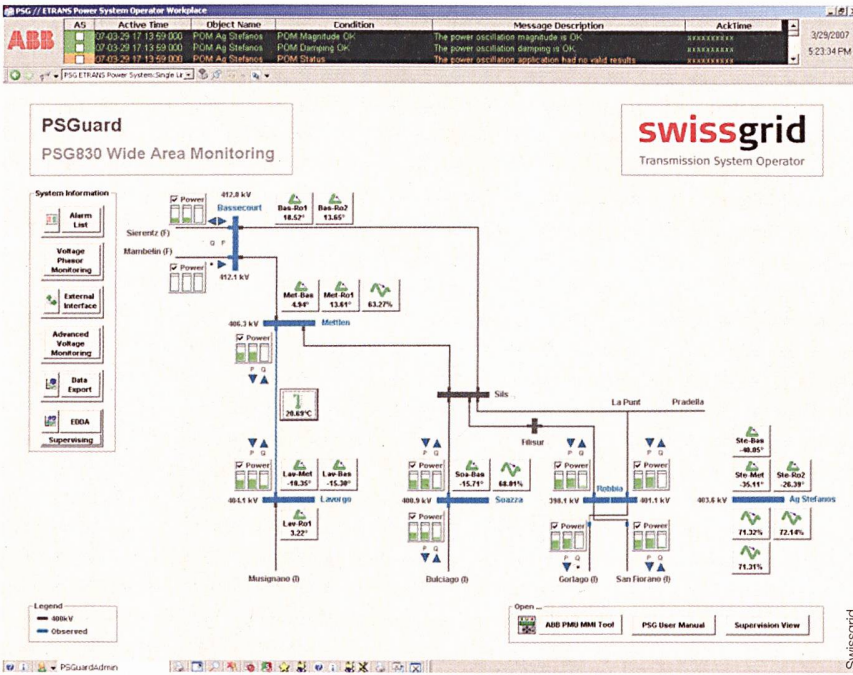 PSG // ETRANS Power System Operator Workplace
AS Active Time Object Name Condition Message Description AckTime
ABB
07-03-29 17 13 59 000 POM Ag Stefanos POM Magnitude OK The power oscillation magnitude is OK xxxxxxxxxx
07-03-29 17 13 59 000 POM Ag Stefanos POM Damping OK The power oscillation damping is OK xxxxxxxxxx
07-03-29 17 13 59 000 POM Ag Stefanos POM Status The power oscillation application had no valid results xxxxxxxxxx
3/29/2007
5:23:34 PM
PSG ETRANS Power System:Single Lir
PSGuard
PSG830 Wide Area Monitoring
swissgrid
Transmission System Operator
System Information
Alarm List
Voltage Phasor Monitoring
External Interface
Advanced Voltage Monitoring
Data Export
EDDA
Supervising
Power
412.8 kV
Bassecourt
Bas-Ro1
18.52°
Bas-Ro2
13.65°
Sierentz (F)
Q P
Mambelin (F)
Power
412.1 kV
Met-Bas
4.94°
Met-Ro1
13.61°
63.27%
406.3 kV
Mettlen
Power
P Q
20.69°C
Sils
La Punt
Pradella
Filisur
P Q
Power
Lav-Met
-10.35°
Lav-Bas
-15.30°
404.1 kV
Lavorgo
Lav-Ro1
3.22°
Musignano (I)
P Q
Power
Soa-Bas
-15.71°
68.01%
400.9 kV
Soazza
Power
P Q
Bulciago (I)
P Q
Power
P Q
Power
Robbia
398.1 kV
401.1 kV
Power
P Q
Gorlago (I)
Power
P Q
San Fiorano (I)
Ste-Bas
-40.05°
Ste-Met
-35.11°
Ste-Ro2
-26.39°
403.6 kV
Ag Stefanos
71.32%
72.14%
71.31%
Legend
400kV
Observed
Open ...
ABB PMU MMI Tool
PSG User Manual
Supervision View
PSGuardAdmin
Swissgrid